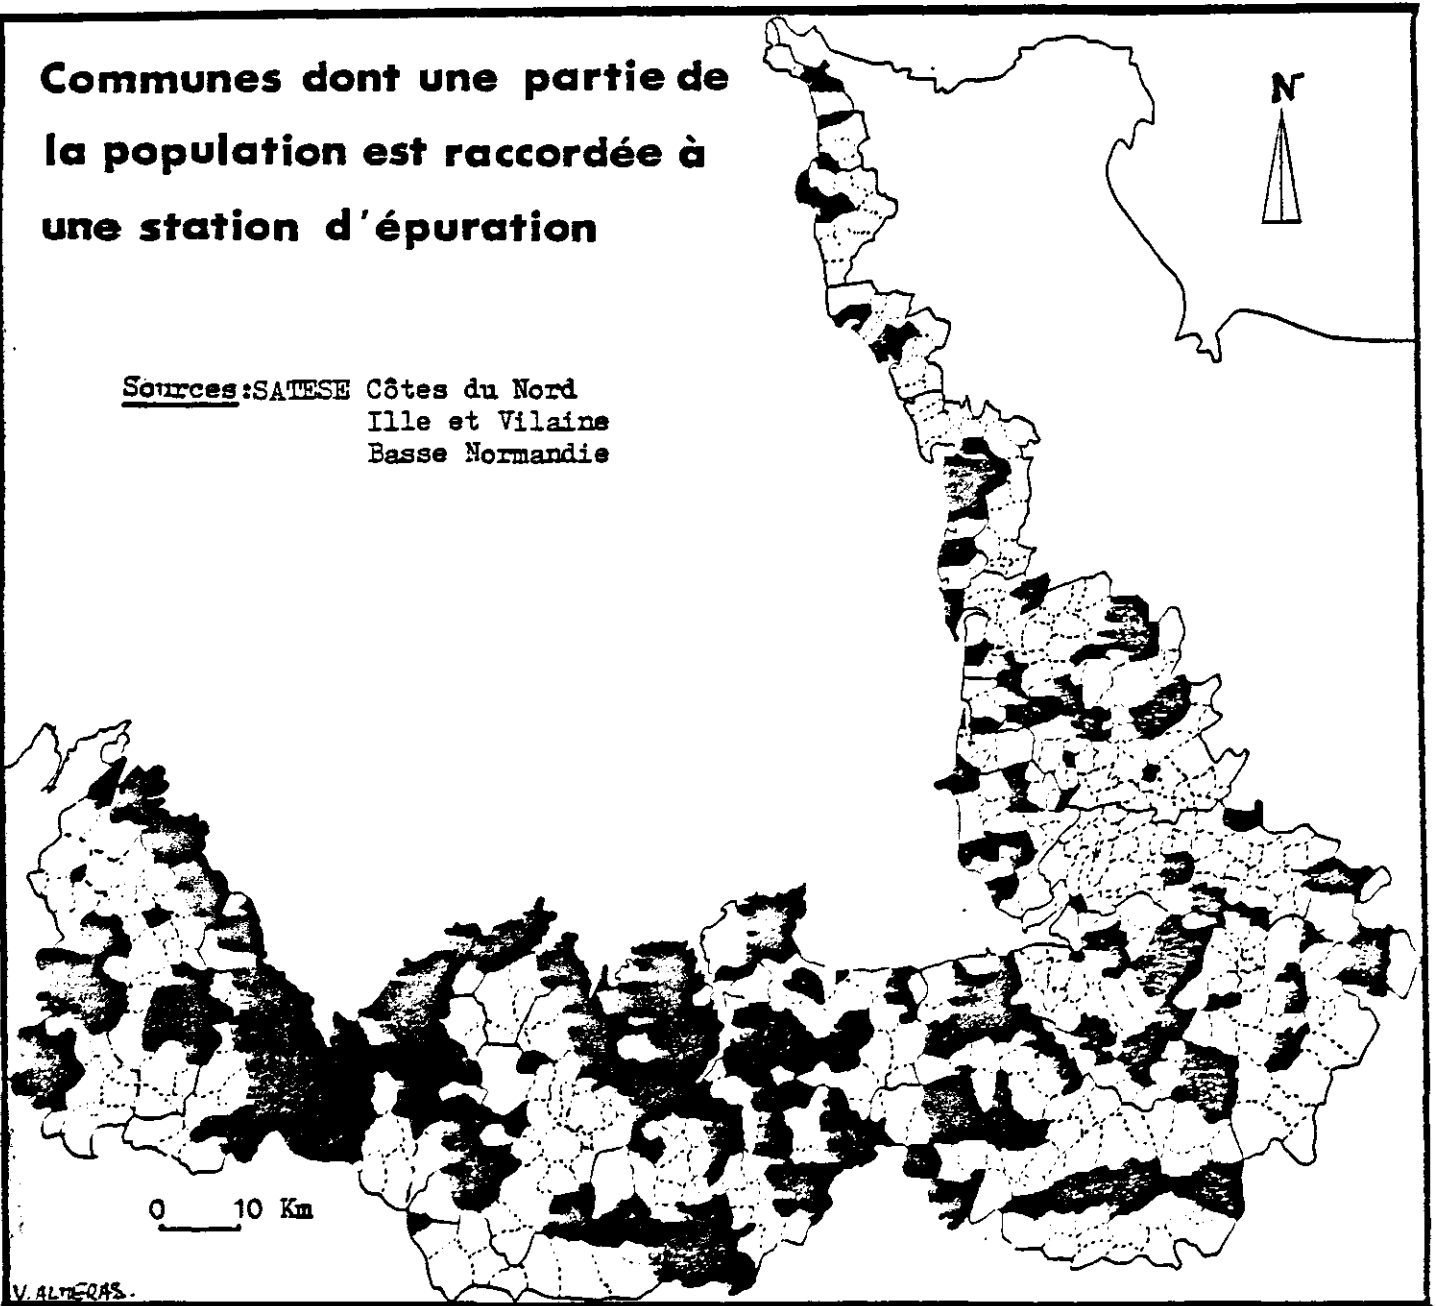 Communes dont une partie de
la population est raccordée à
une station d'épuration
N
Sources:SATESE Côtes du Nord
Ille et Vilaine
Basse Normandie
0 10 Km
V. ALMERAS.